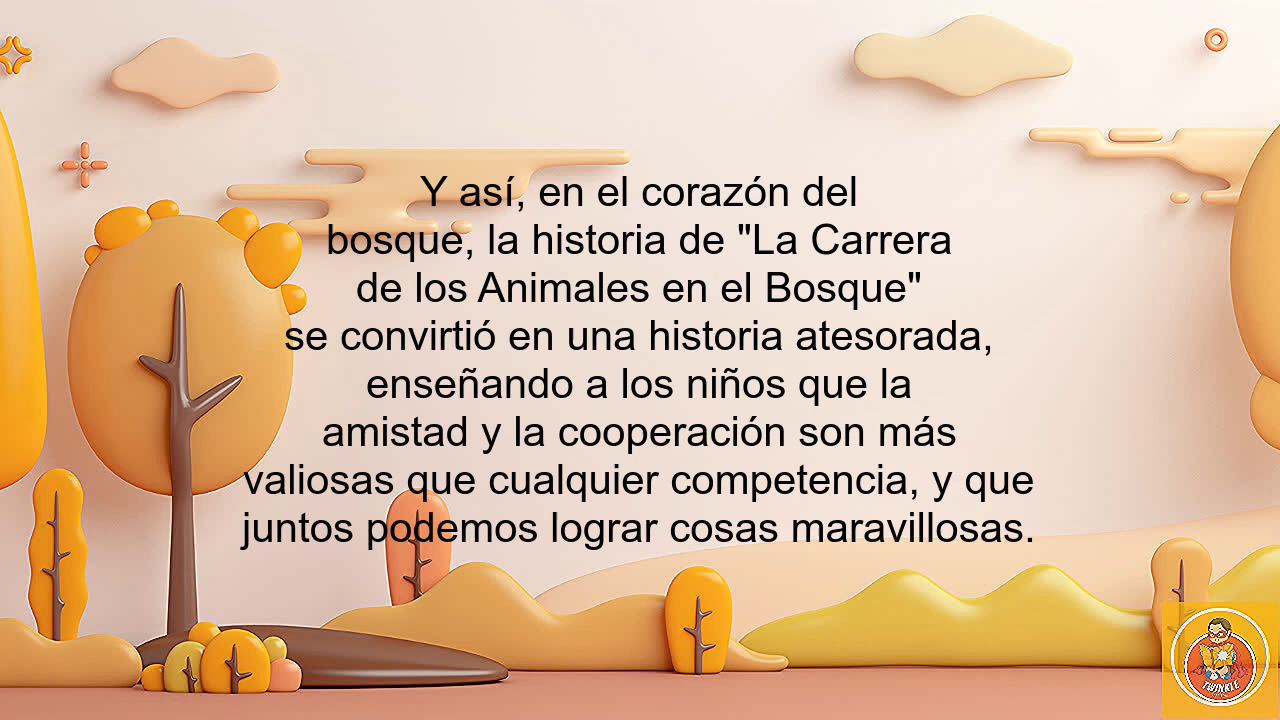 Y así, en el corazón del
bosque, la historia de "La Carrera
de los Animales en el Bosque"
se convirtió en una historia atesorada,
enseñando a los niños que la
amistad y la cooperación son más
valiosas que cualquier competencia, y que
juntos podemos lograr cosas maravillosas.
TWINKLE